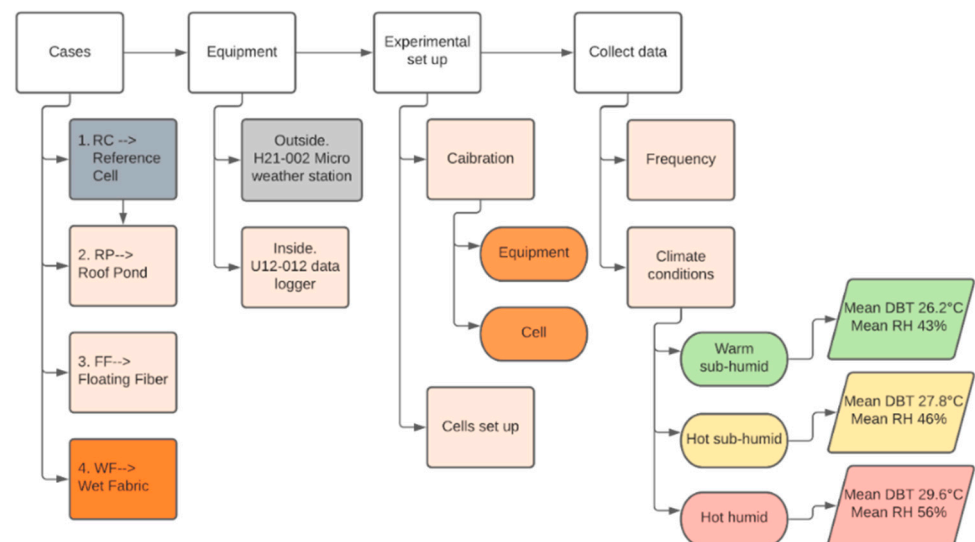 Cases
Equipment
Experimental
set up
Collect data
1. RC -->
Reference
Cell
2. RP-->
Roof Pond
3. FF-->
Floating Fiber
4. WF-->
Wet Fabric
Outside.
H21-002 Micro
weather station
Inside.
U12-012 data
logger
Caibration
Equipment
Cell
Cells set up
Frequency
Climate
conditions
Warm
sub-humid
Mean DBT 26.2°C
Mean RH 43%
Hot sub-humid
Mean DBT 27.8°C
Mean RH 46%
Hot humid
Mean DBT 29.6°C
Mean RH 56%